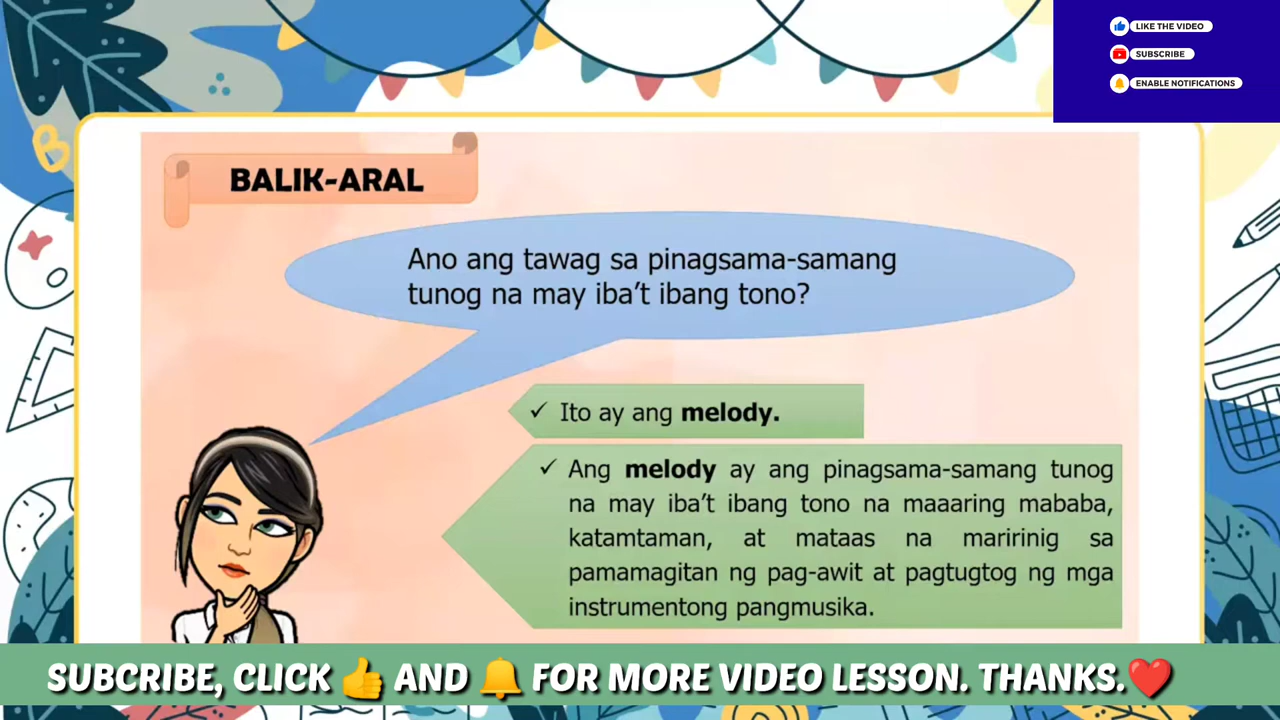 LIKE THE VIDEO
SUBSCRIBE
ENABLE NOTIFICATIONS
B
BALIK-ARAL
Ano ang tawag sa pinagsama-samang
tunog na may iba't ibang tono?
✓ Ito ay ang melody.
✓ Ang melody ay ang pinagsama-samang tunog
na may iba't ibang tono na maaaring mababa,
katamtaman, at mataas na maririnig sa
pamamagitan ng pag-awit at pagtugtog ng mga
instrumentong pangmusika.
SUBCRIBE, CLICK 👍 AND 🔔 FOR MORE VIDEO LESSON. THANKS.❤️